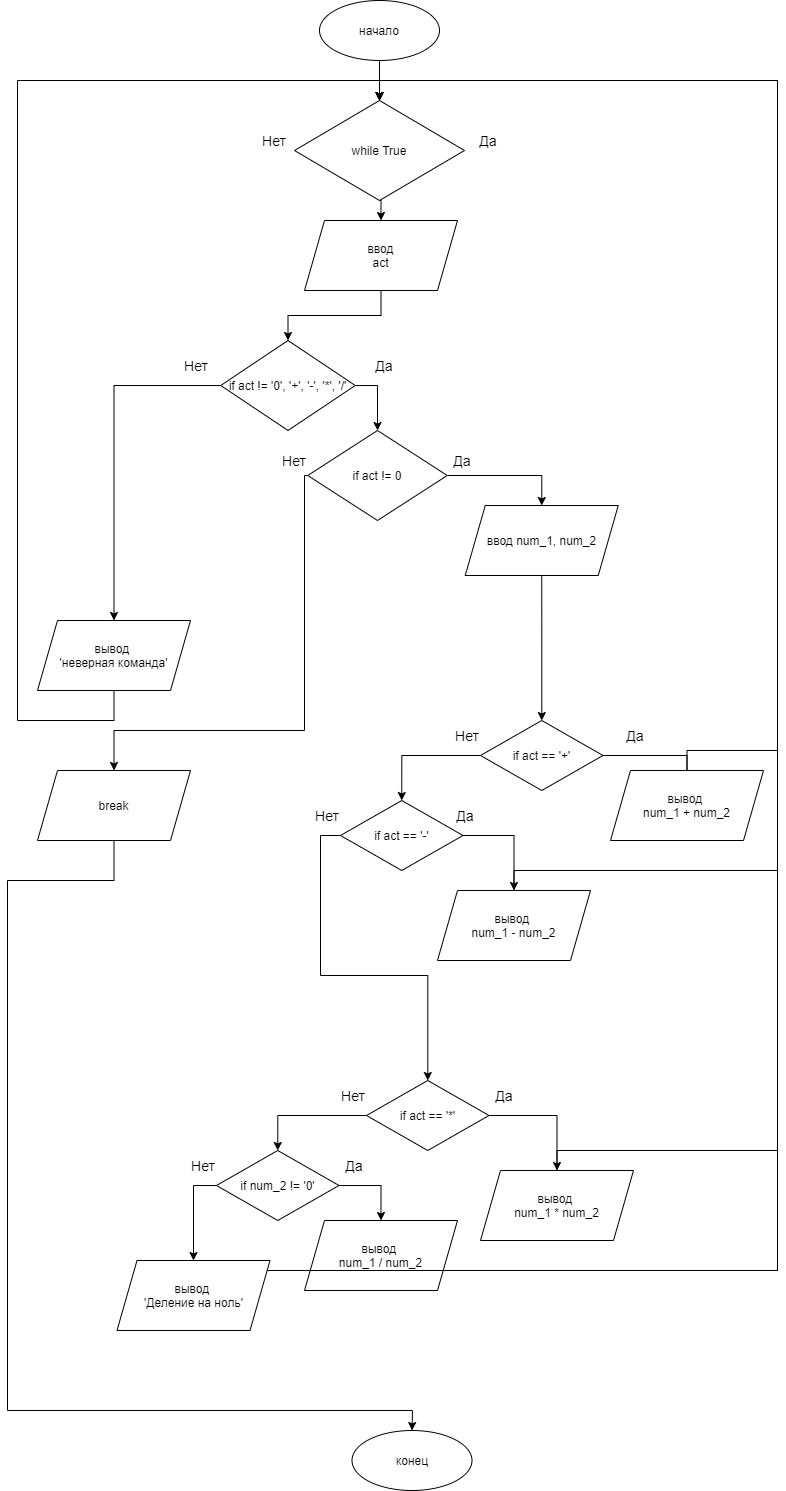 начало
Нет
Да
while True
ввод
act
Нет
Да
if act != '0', '+', '-', '*', '/'
Нет
Да
if act != 0
ввод num_1, num_2
вывод
'неверная команда'
break
Нет
Да
if act == '+'
вывод
num_1 + num_2
Нет
Да
if act == '-'
вывод
num_1 - num_2
Нет
Да
if act == '*'
Нет
Да
if num_2 != '0'
вывод
num_1 * num_2
вывод
num_1 / num_2
вывод
'Деление на ноль'
конец